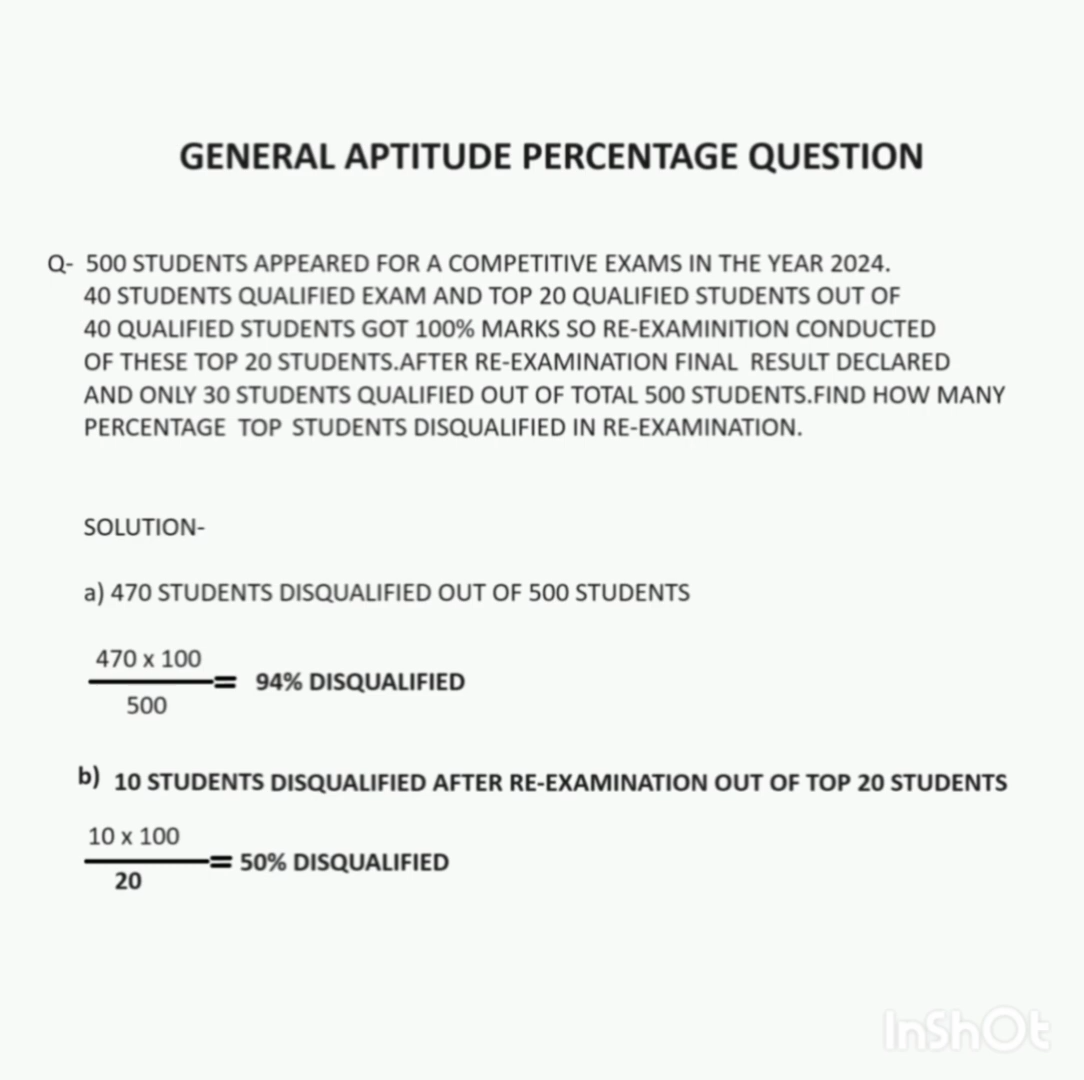 GENERAL APTITUDE PERCENTAGE QUESTION
Q- 500 STUDENTS APPEARED FOR A COMPETITIVE EXAMS IN THE YEAR 2024.
40 STUDENTS QUALIFIED EXAM AND TOP 20 QUALIFIED STUDENTS OUT OF
40 QUALIFIED STUDENTS GOT 100% MARKS SO RE-EXAMINITION CONDUCTED
OF THESE TOP 20 STUDENTS.AFTER RE-EXAMINATION FINAL RESULT DECLARED
AND ONLY 30 STUDENTS QUALIFIED OUT OF TOTAL 500 STUDENTS.FIND HOW MANY
PERCENTAGE TOP STUDENTS DISQUALIFIED IN RE-EXAMINATION.
SOLUTION-
a) 470 STUDENTS DISQUALIFIED OUT OF 500 STUDENTS
470 x 100
= 94% DISQUALIFIED
500
b) 10 STUDENTS DISQUALIFIED AFTER RE-EXAMINATION OUT OF TOP 20 STUDENTS
10 x 100
= 50% DISQUALIFIED
20
InShOt